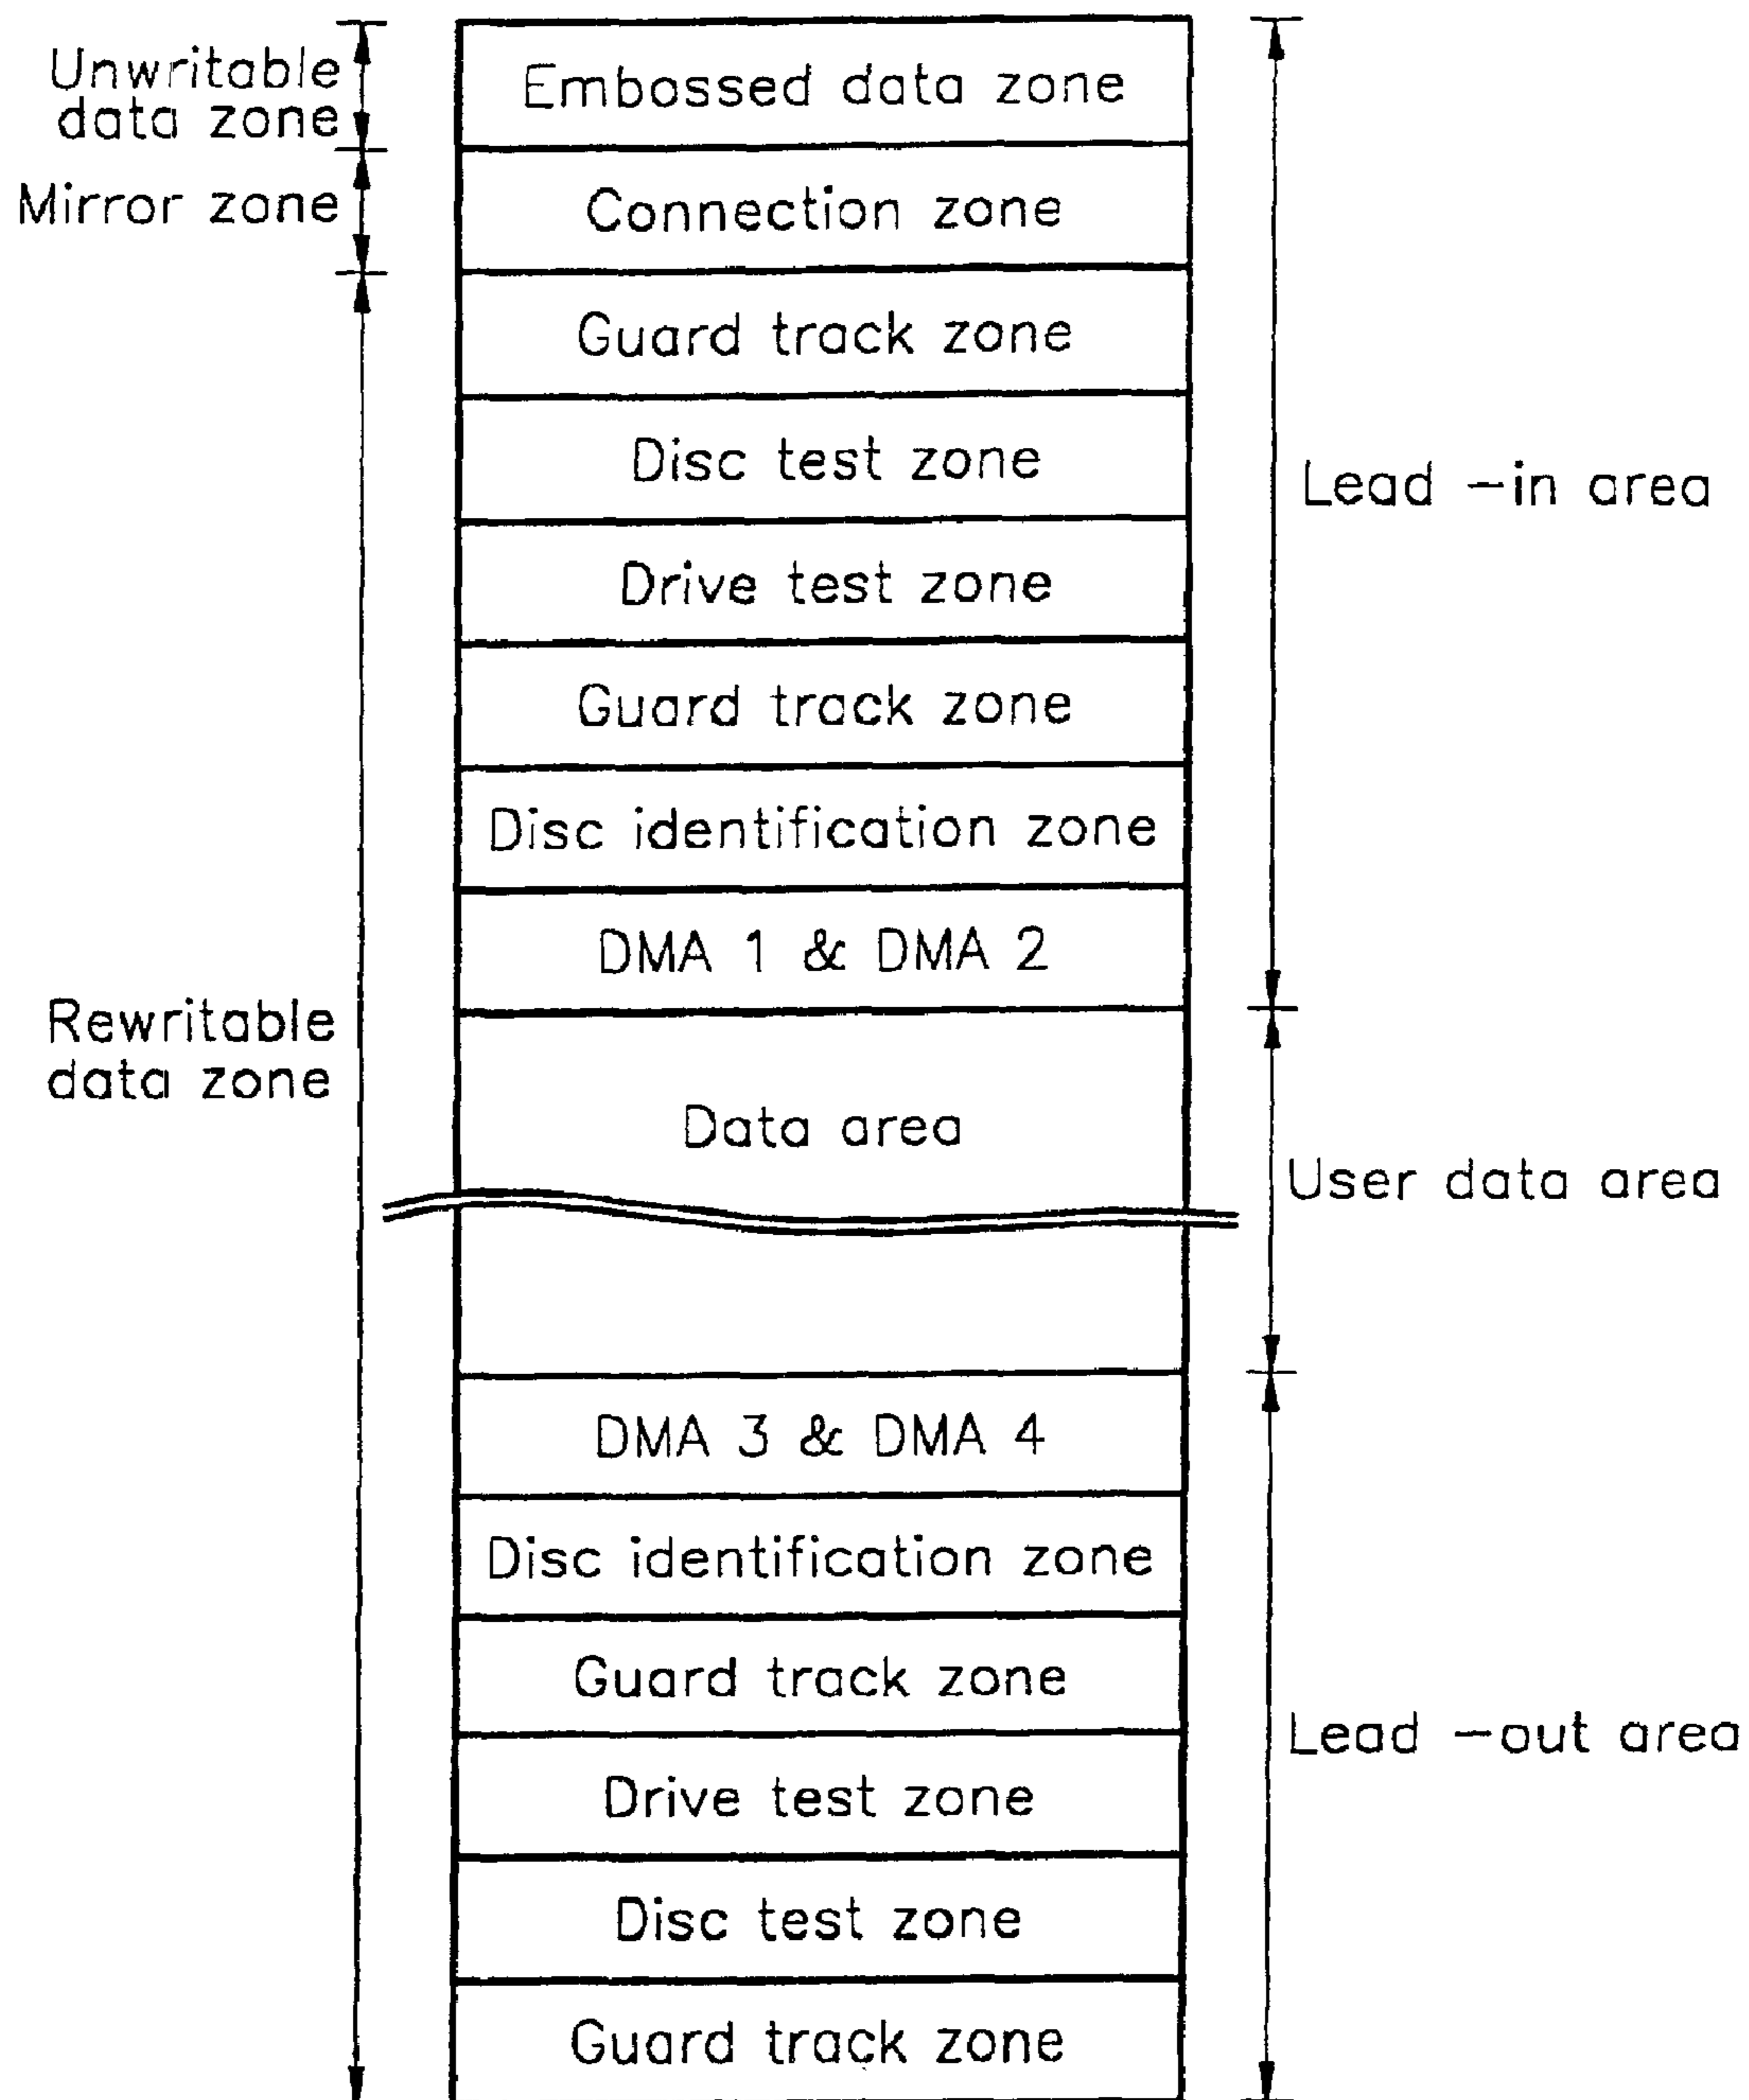 Unwritable
data zone
Mirror zone
Rewritable
data zone
Embossed data zone
Connection zone
Guard track zone
Disc test zone
Drive test zone
Guard track zone
Disc identification zone
DMA 1 & DMA 2
Data area
DMA 3 & DMA 4
Disc identification zone
Guard track zone
Drive test zone
Disc test zone
Guard track zone
Lead -in area
User data area
Lead -out area